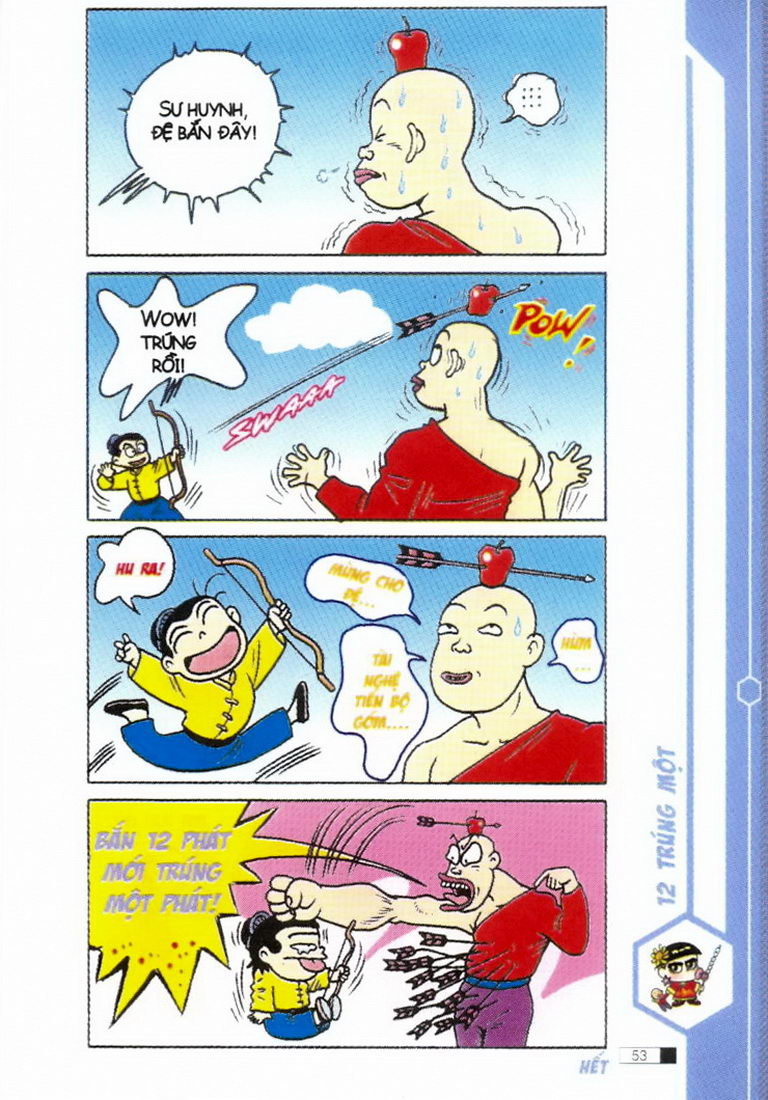 SƯ HUYNH,
ĐỆ BẮN ĐÂY!
WOW!
TRÚNG
RỒI!
SWAAA
POW!
HU RA!
MỪNG CHO
ĐỆ...
TÀI
NGHỆ
TIẾN BỘ
GỚM....
HỪM
...
BẮN 12 PHÁT
MỚI TRÚNG
MỘT PHÁT!
12 TRÚNG MỘT
HẾT
53